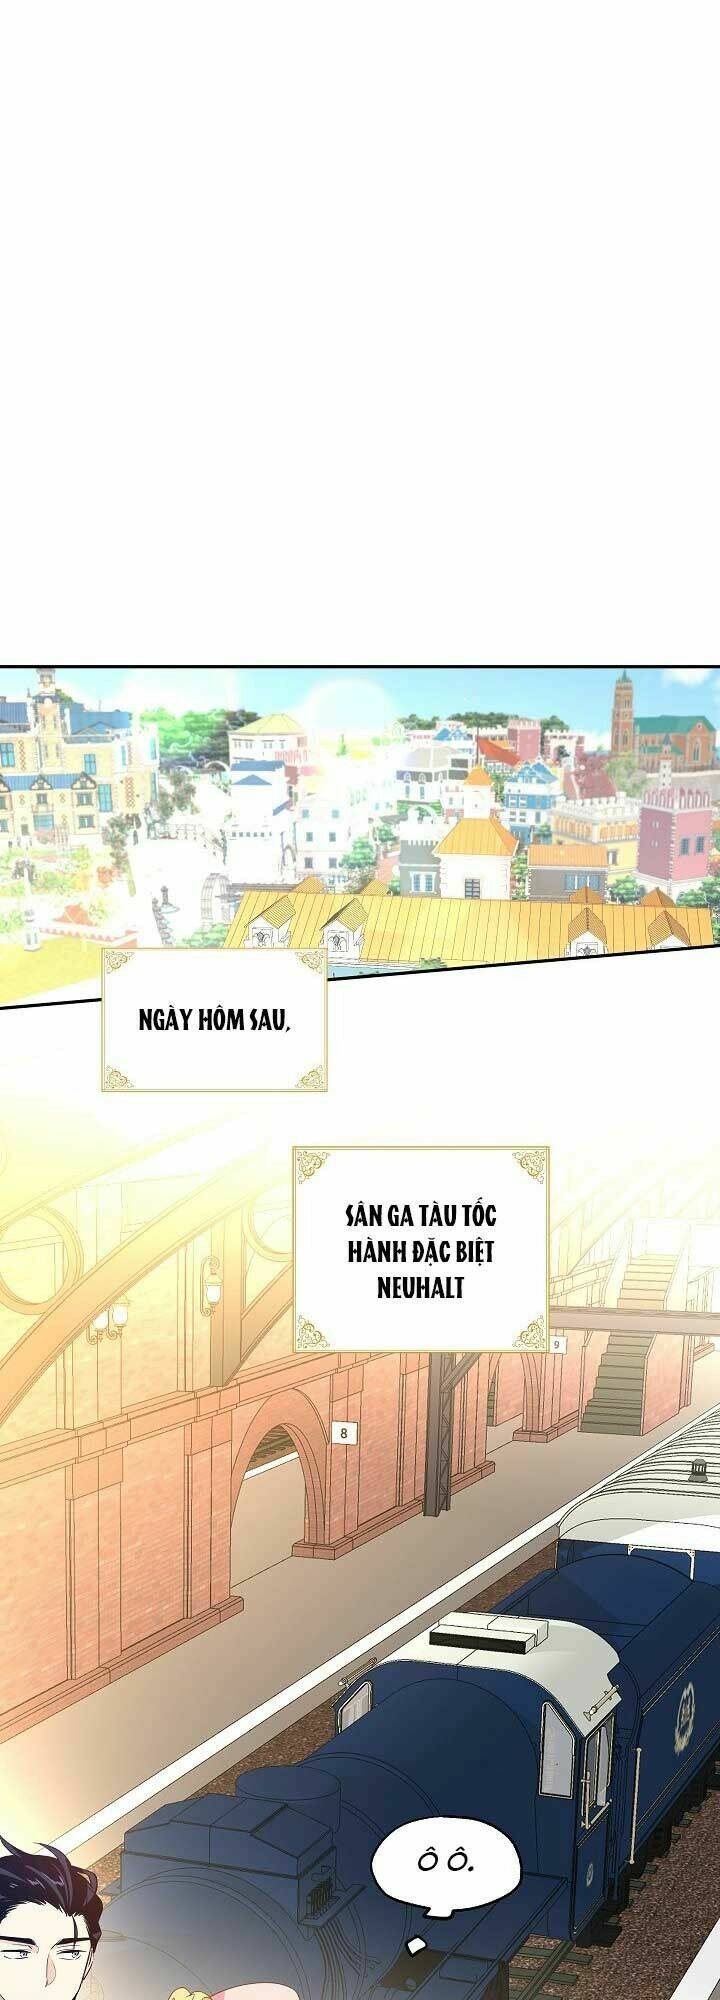 NGÀY HÔM SAU,
SÂN GA TÀU TỐC
HÀNH ĐẶC BIỆT
NEUHALT
9
8
Ô Ô.